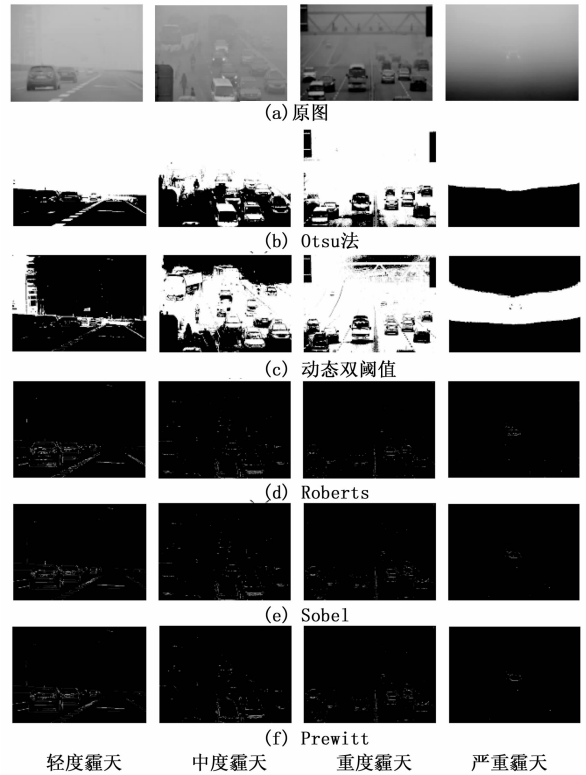 (a)原图
(b) Otsu法
(c) 动态双阈值
(d) Roberts
(e) Sobel
(f) Prewitt
轻度霾天 中度霾天 重度霾天 严重霾天